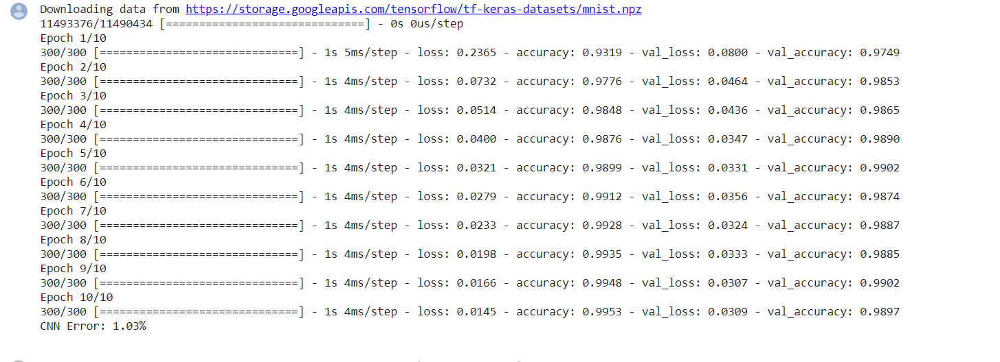 Downloading data from https://storage.googleapis.com/tensorflow/tf-keras-datasets/mnist.npz
11493376/11490434 [==============================] - 0s 0us/step
Epoch 1/10
300/300 [==============================] - 1s 5ms/step - loss: 0.2365 - accuracy: 0.9319 - val_loss: 0.0800 - val_accuracy: 0.9749
Epoch 2/10
300/300 [==============================] - 1s 4ms/step - loss: 0.0732 - accuracy: 0.9776 - val_loss: 0.0464 - val_accuracy: 0.9853
Epoch 3/10
300/300 [==============================] - 1s 4ms/step - loss: 0.0514 - accuracy: 0.9848 - val_loss: 0.0436 - val_accuracy: 0.9865
Epoch 4/10
300/300 [==============================] - 1s 4ms/step - loss: 0.0400 - accuracy: 0.9876 - val_loss: 0.0347 - val_accuracy: 0.9890
Epoch 5/10
300/300 [==============================] - 1s 4ms/step - loss: 0.0321 - accuracy: 0.9899 - val_loss: 0.0331 - val_accuracy: 0.9902
Epoch 6/10
300/300 [==============================] - 1s 4ms/step - loss: 0.0279 - accuracy: 0.9912 - val_loss: 0.0356 - val_accuracy: 0.9874
Epoch 7/10
300/300 [==============================] - 1s 4ms/step - loss: 0.0233 - accuracy: 0.9928 - val_loss: 0.0324 - val_accuracy: 0.9887
Epoch 8/10
300/300 [==============================] - 1s 4ms/step - loss: 0.0198 - accuracy: 0.9935 - val_loss: 0.0333 - val_accuracy: 0.9885
Epoch 9/10
300/300 [==============================] - 1s 4ms/step - loss: 0.0166 - accuracy: 0.9948 - val_loss: 0.0307 - val_accuracy: 0.9902
Epoch 10/10
300/300 [==============================] - 1s 4ms/step - loss: 0.0145 - accuracy: 0.9953 - val_loss: 0.0309 - val_accuracy: 0.9897
CNN Error: 1.03%